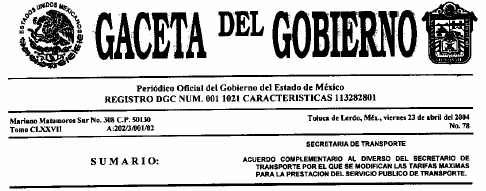 ESTADOS UNIDOS MEXICANOS
GACETA DEL GOBIERNO
Periódico Oficial del Gobierno del Estado de México
REGISTRO DGC NUM. 001 1021 CARACTERISTICAS 113282801
Mariano Matamoros Sur No. 308 C.P. 50130
Tomo CLXXVII A:202/3/001/02
Toluca de Lerdo, Méx., viernes 23 de abril del 2004
No. 78
SUMARIO:
SECRETARIA DE TRANSPORTE
ACUERDO COMPLEMENTARIO AL DIVERSO DEL SECRETARIO DE
TRANSPORTE POR EL QUE SE MODIFICAN LAS TARIFAS MAXIMAS
PARA LA PRESTACION DEL SERVICIO PUBLICO DE TRANSPORTE.